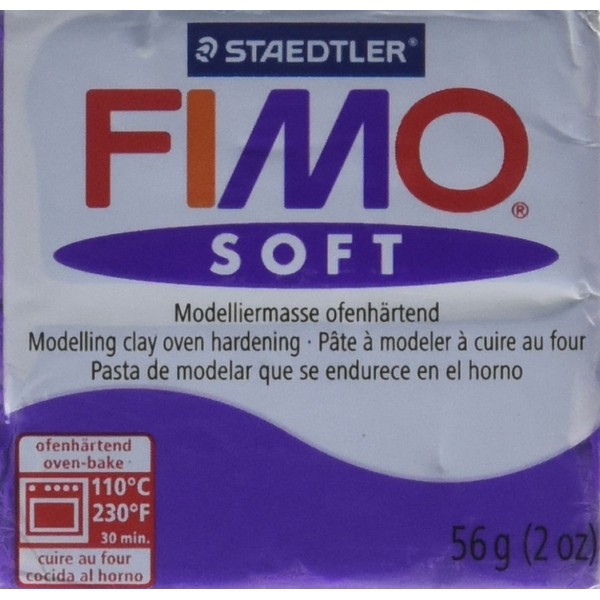 STAEDTLER®
FIMO®
SOFT
Modelliermasse ofenhärtend
Modelling clay oven hardening · Pâte à modeler à cuire au four
Pasta de modelar que se endurece en el horno
ofenhärtend
oven-bake
110°C
230°F
30 min.
cuire au four
cocida al horno
56 g (2 oz)